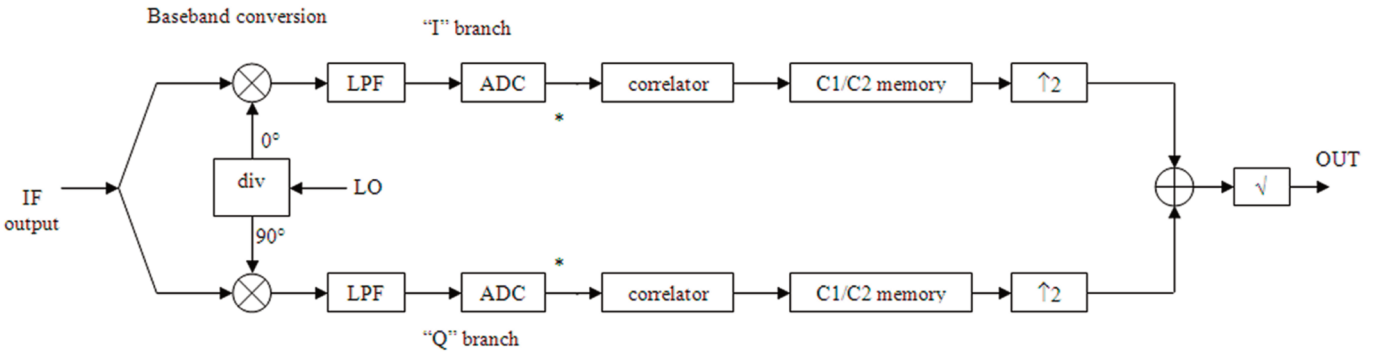 Baseband conversion
“I” branch
LPF
ADC
correlator
C1/C2 memory
↑2
*
0°
div
LO
IF
output
90°
OUT
√
*
LPF
ADC
correlator
C1/C2 memory
↑2
“Q” branch